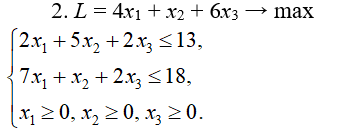 2. L = 4x₁ + x₂ + 6x₃ → max
2x₁ + 5x₂ + 2x₃ ≤ 13,
7x₁ + x₂ + 2x₃ ≤ 18,
x₁ ≥ 0, x₂ ≥ 0, x₃ ≥ 0.